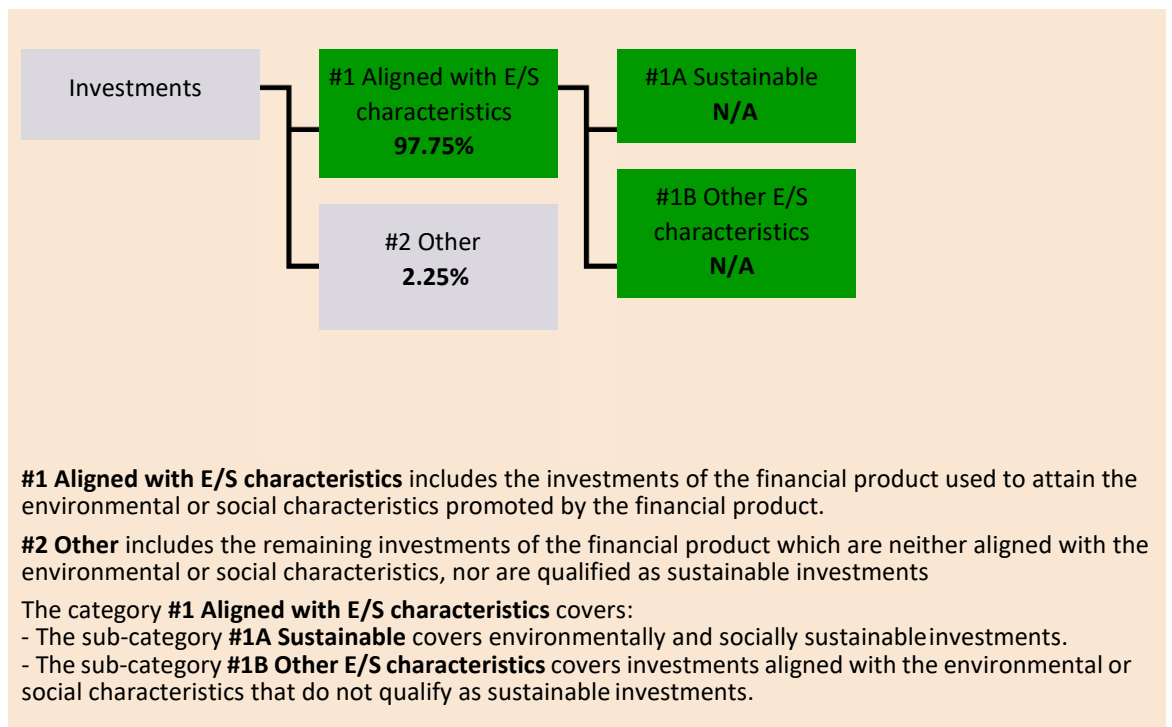 Investments
#1 Aligned with E/S
characteristics
97.75%
#2 Other
2.25%
#1A Sustainable
N/A
#1B Other E/S
characteristics
N/A
#1 Aligned with E/S characteristics includes the investments of the financial product used to attain the
environmental or social characteristics promoted by the financial product.
#2 Other includes the remaining investments of the financial product which are neither aligned with the
environmental or social characteristics, nor are qualified as sustainable investments
The category #1 Aligned with E/S characteristics covers:
- The sub-category #1A Sustainable covers environmentally and socially sustainable investments.
- The sub-category #1B Other E/S characteristics covers investments aligned with the environmental or
social characteristics that do not qualify as sustainable investments.